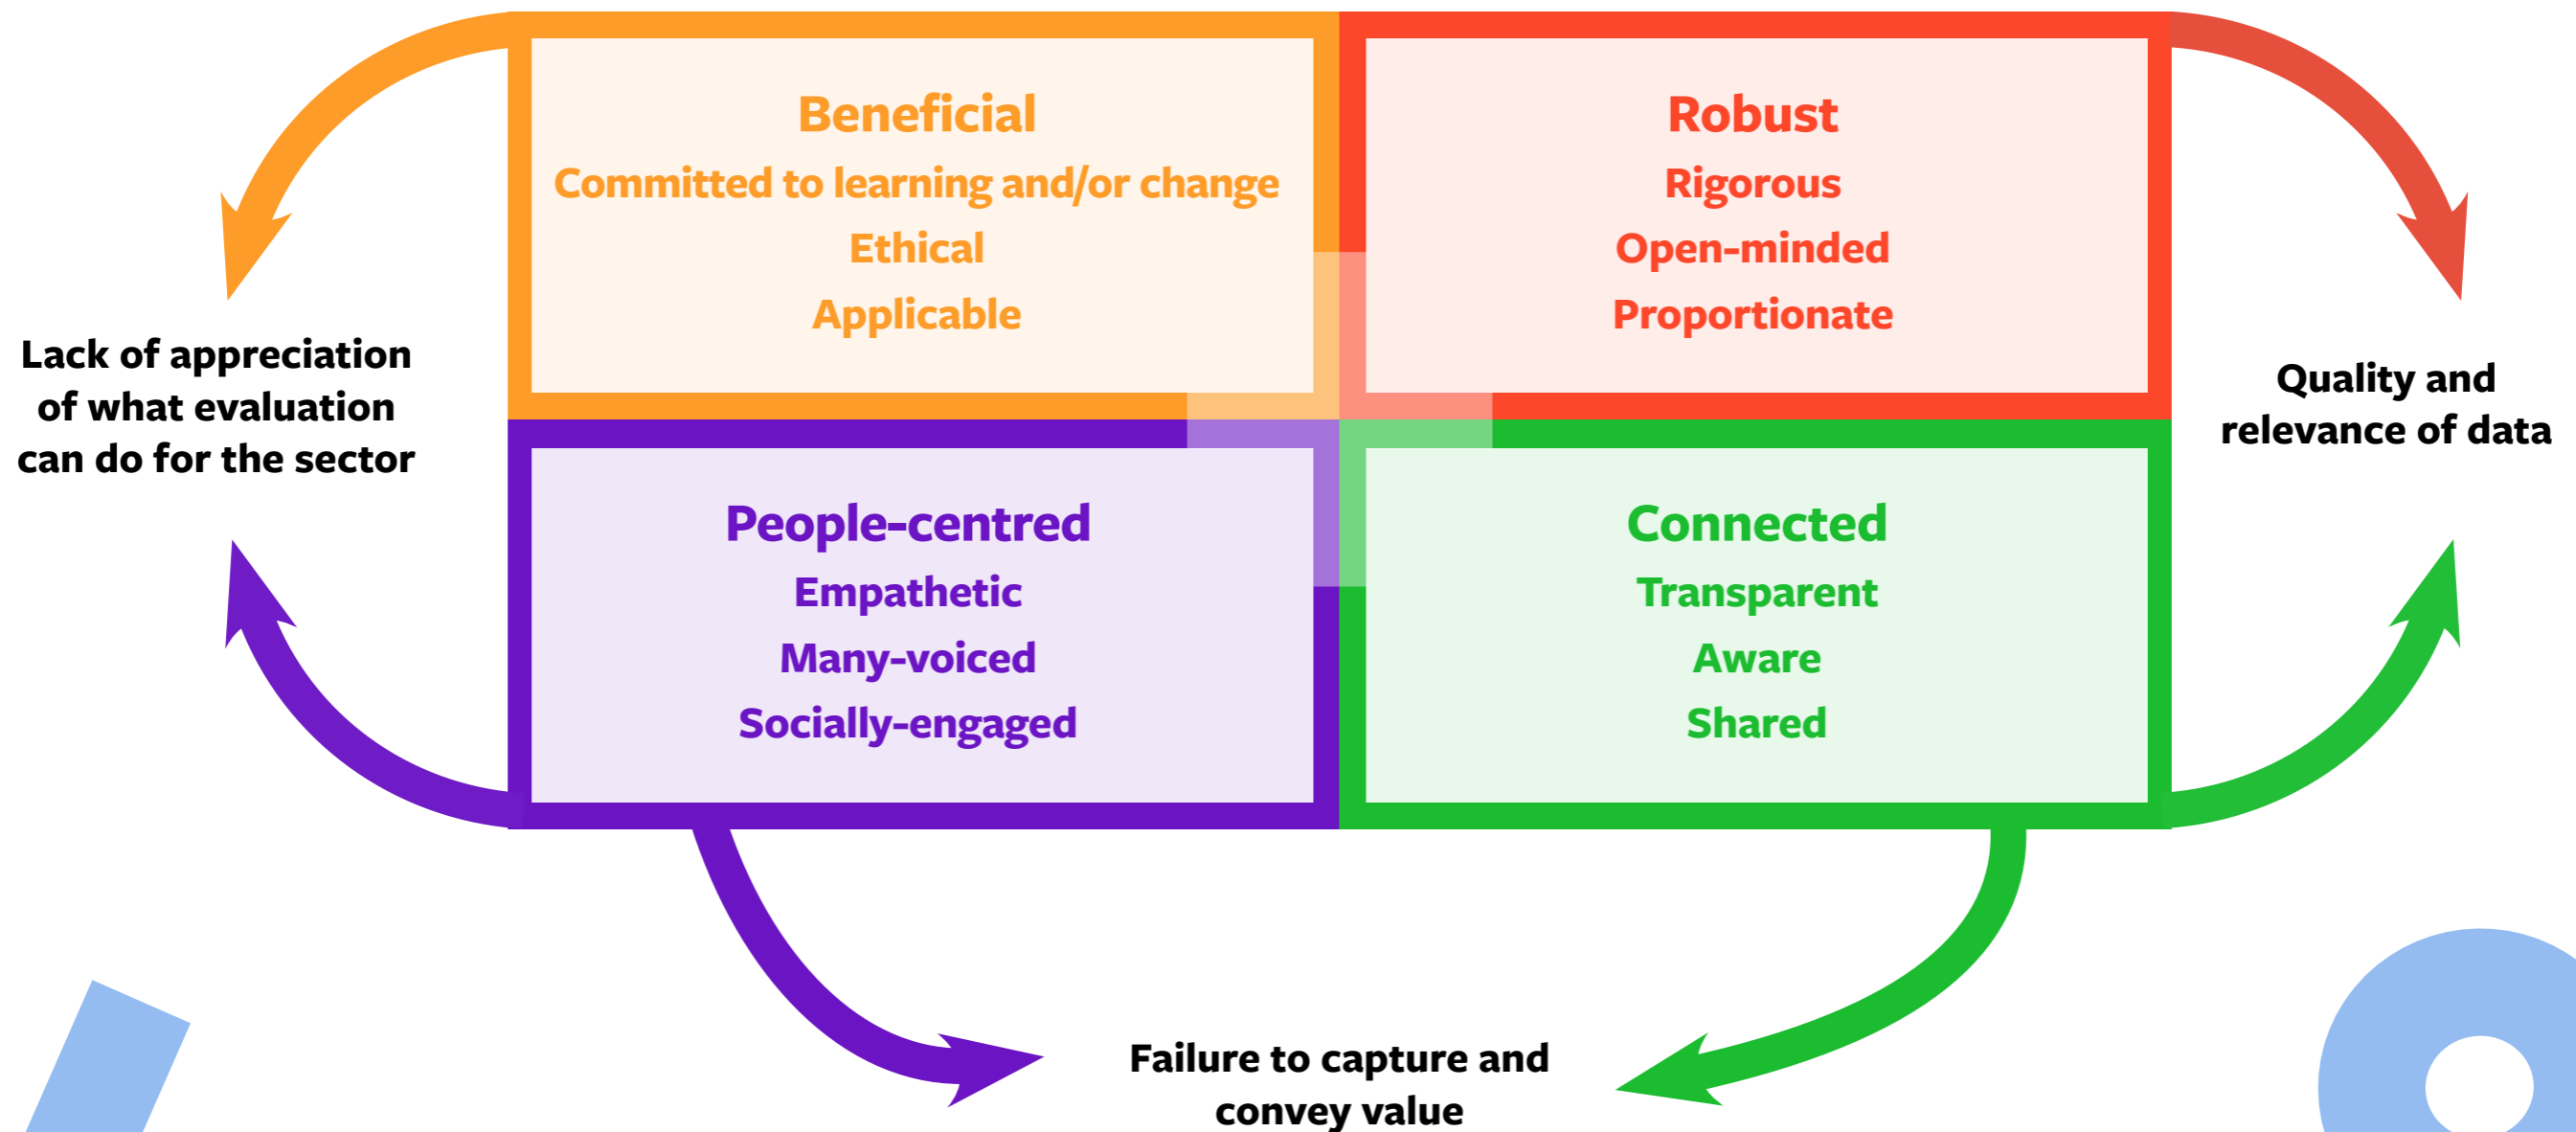 Beneficial
Committed to learning and/or change
Ethical
Applicable
Robust
Rigorous
Open-minded
Proportionate
Lack of appreciation
of what evaluation
can do for the sector
Quality and
relevance of data
People-centred
Empathetic
Many-voiced
Socially-engaged
Connected
Transparent
Aware
Shared
Failure to capture and
convey value